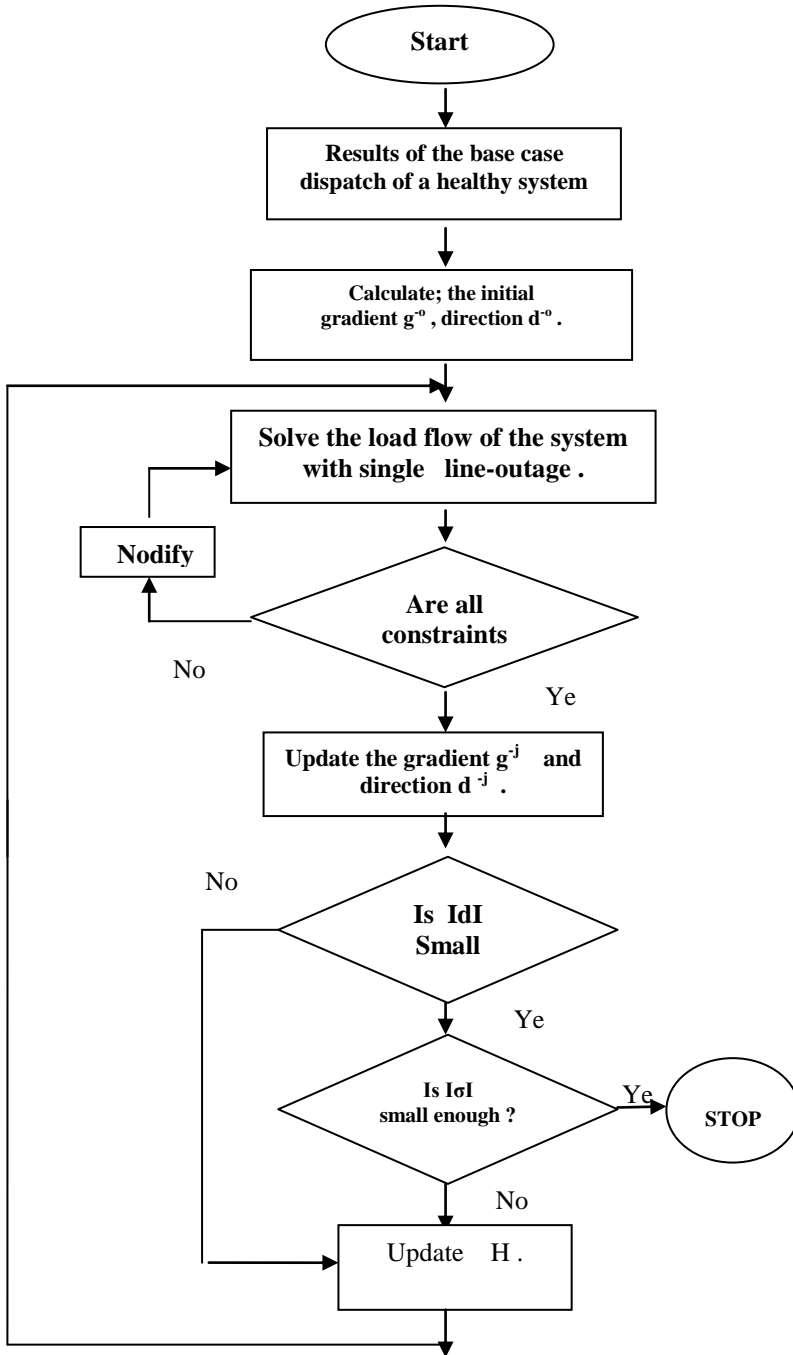 Start
Results of the base case
dispatch of a healthy system
Calculate; the initial
gradient g⁻ᵒ , direction d⁻ᵒ .
Solve the load flow of the system
with single line-outage .
Nodify
Are all
constraints
No
Ye
Update the gradient g⁻ʲ and
direction d ⁻ʲ .
No
Is IdI
Small
Ye
Is IσI
small enough ?
Ye
STOP
No
Update H .